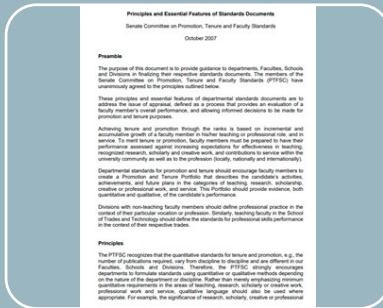 Principles and Essential Features of Standards Documents
Senate Committee on Promotion, Tenure and Faculty Standards
October 2007
Preamble
The purpose of this document is to provide guidance to departments, Faculties, Schools
and Divisions in finalizing their respective standards documents. The members of the
Senate Committee on Promotion, Tenure and Faculty Standards (PTFSC) have
unanimously agreed to the principles outlined below.
These principles and essential features of departmental standards documents are to
address the issue of appraisal, defined as a process that provides an evaluation of a
faculty member's overall performance, and allowing informed decisions to be made for
promotion and tenure purposes.
Achieving tenure and promotion through the ranks is based on incremental and
accumulative growth of a faculty member in his/her teaching or professional role, and in
service. To merit tenure or promotion, faculty members must be prepared to have their
performance assessed against increasing expectations for effectiveness in teaching,
recognized research, scholarly and creative work, and contributions to service within the
university community as well as to the profession (locally, nationally and internationally).
Departmental standards for promotion and tenure should encourage faculty members to
create a Promotion and Tenure Portfolio that describes the candidate's activities,
achievements, and future plans in the categories of teaching, research, scholarship,
creative or professional work, and service. This Portfolio should provide evidence, both
quantitative and qualitative, of the candidate's performance.
Divisions with non-teaching faculty members should define professional practice in the
context of their particular vocation or profession. Similarly, teaching faculty in the School
of Trades and Technology should define the standards for professional skills performance
in the context of their respective trades.
Principles
The PTFSC recognizes that the quantitative standards for tenure and promotion, e.g., the
number of publications required, vary from discipline to discipline and are different in our
Faculties, Schools and Divisions. Therefore, the PTFSC strongly encourages
departments to formulate standards using quantitative or qualitative methods depending
on the nature of the department or discipline. Rather than merely emphasizing minimum
quantitative requirements in the areas of teaching, research, scholarly or creative work,
professional work and service, qualitative language should also be used where
appropriate. For example, the significance of research, scholarly, creative or professional